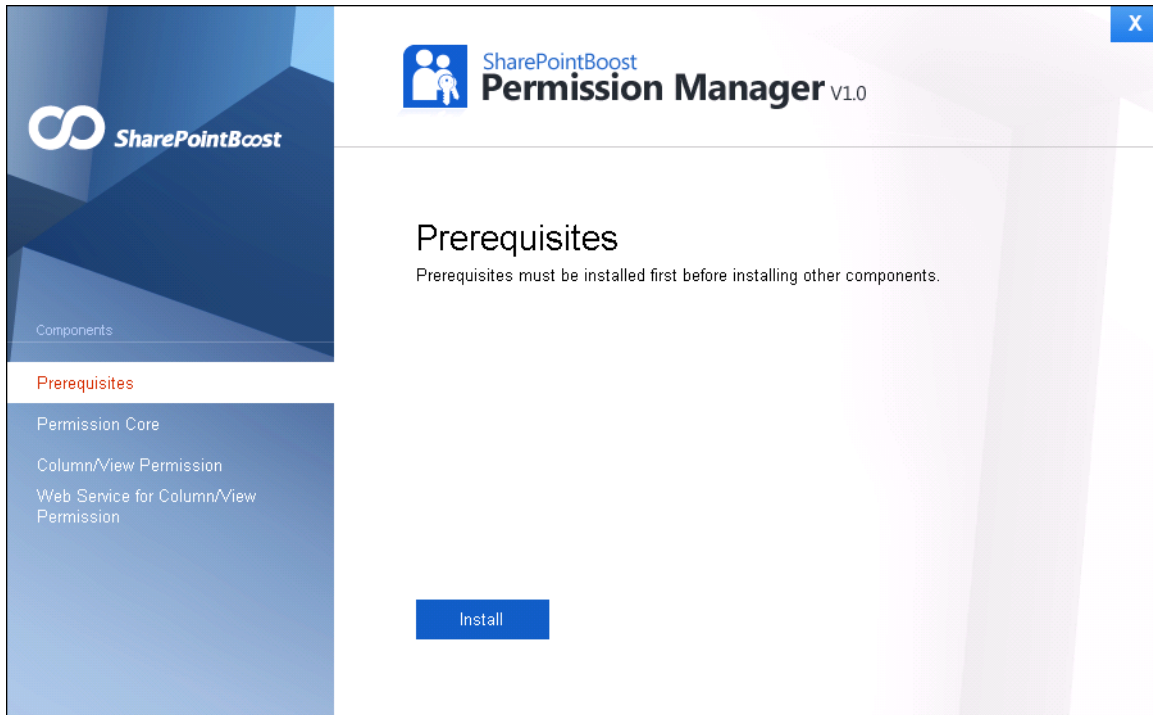 X
SharePointBoost
Permission Manager V1.0
SharePointBoost
Prerequisites
Prerequisites must be installed first before installing other components.
Components
Prerequisites
Permission Core
Column/View Permission
Web Service for Column/View
Permission
Install